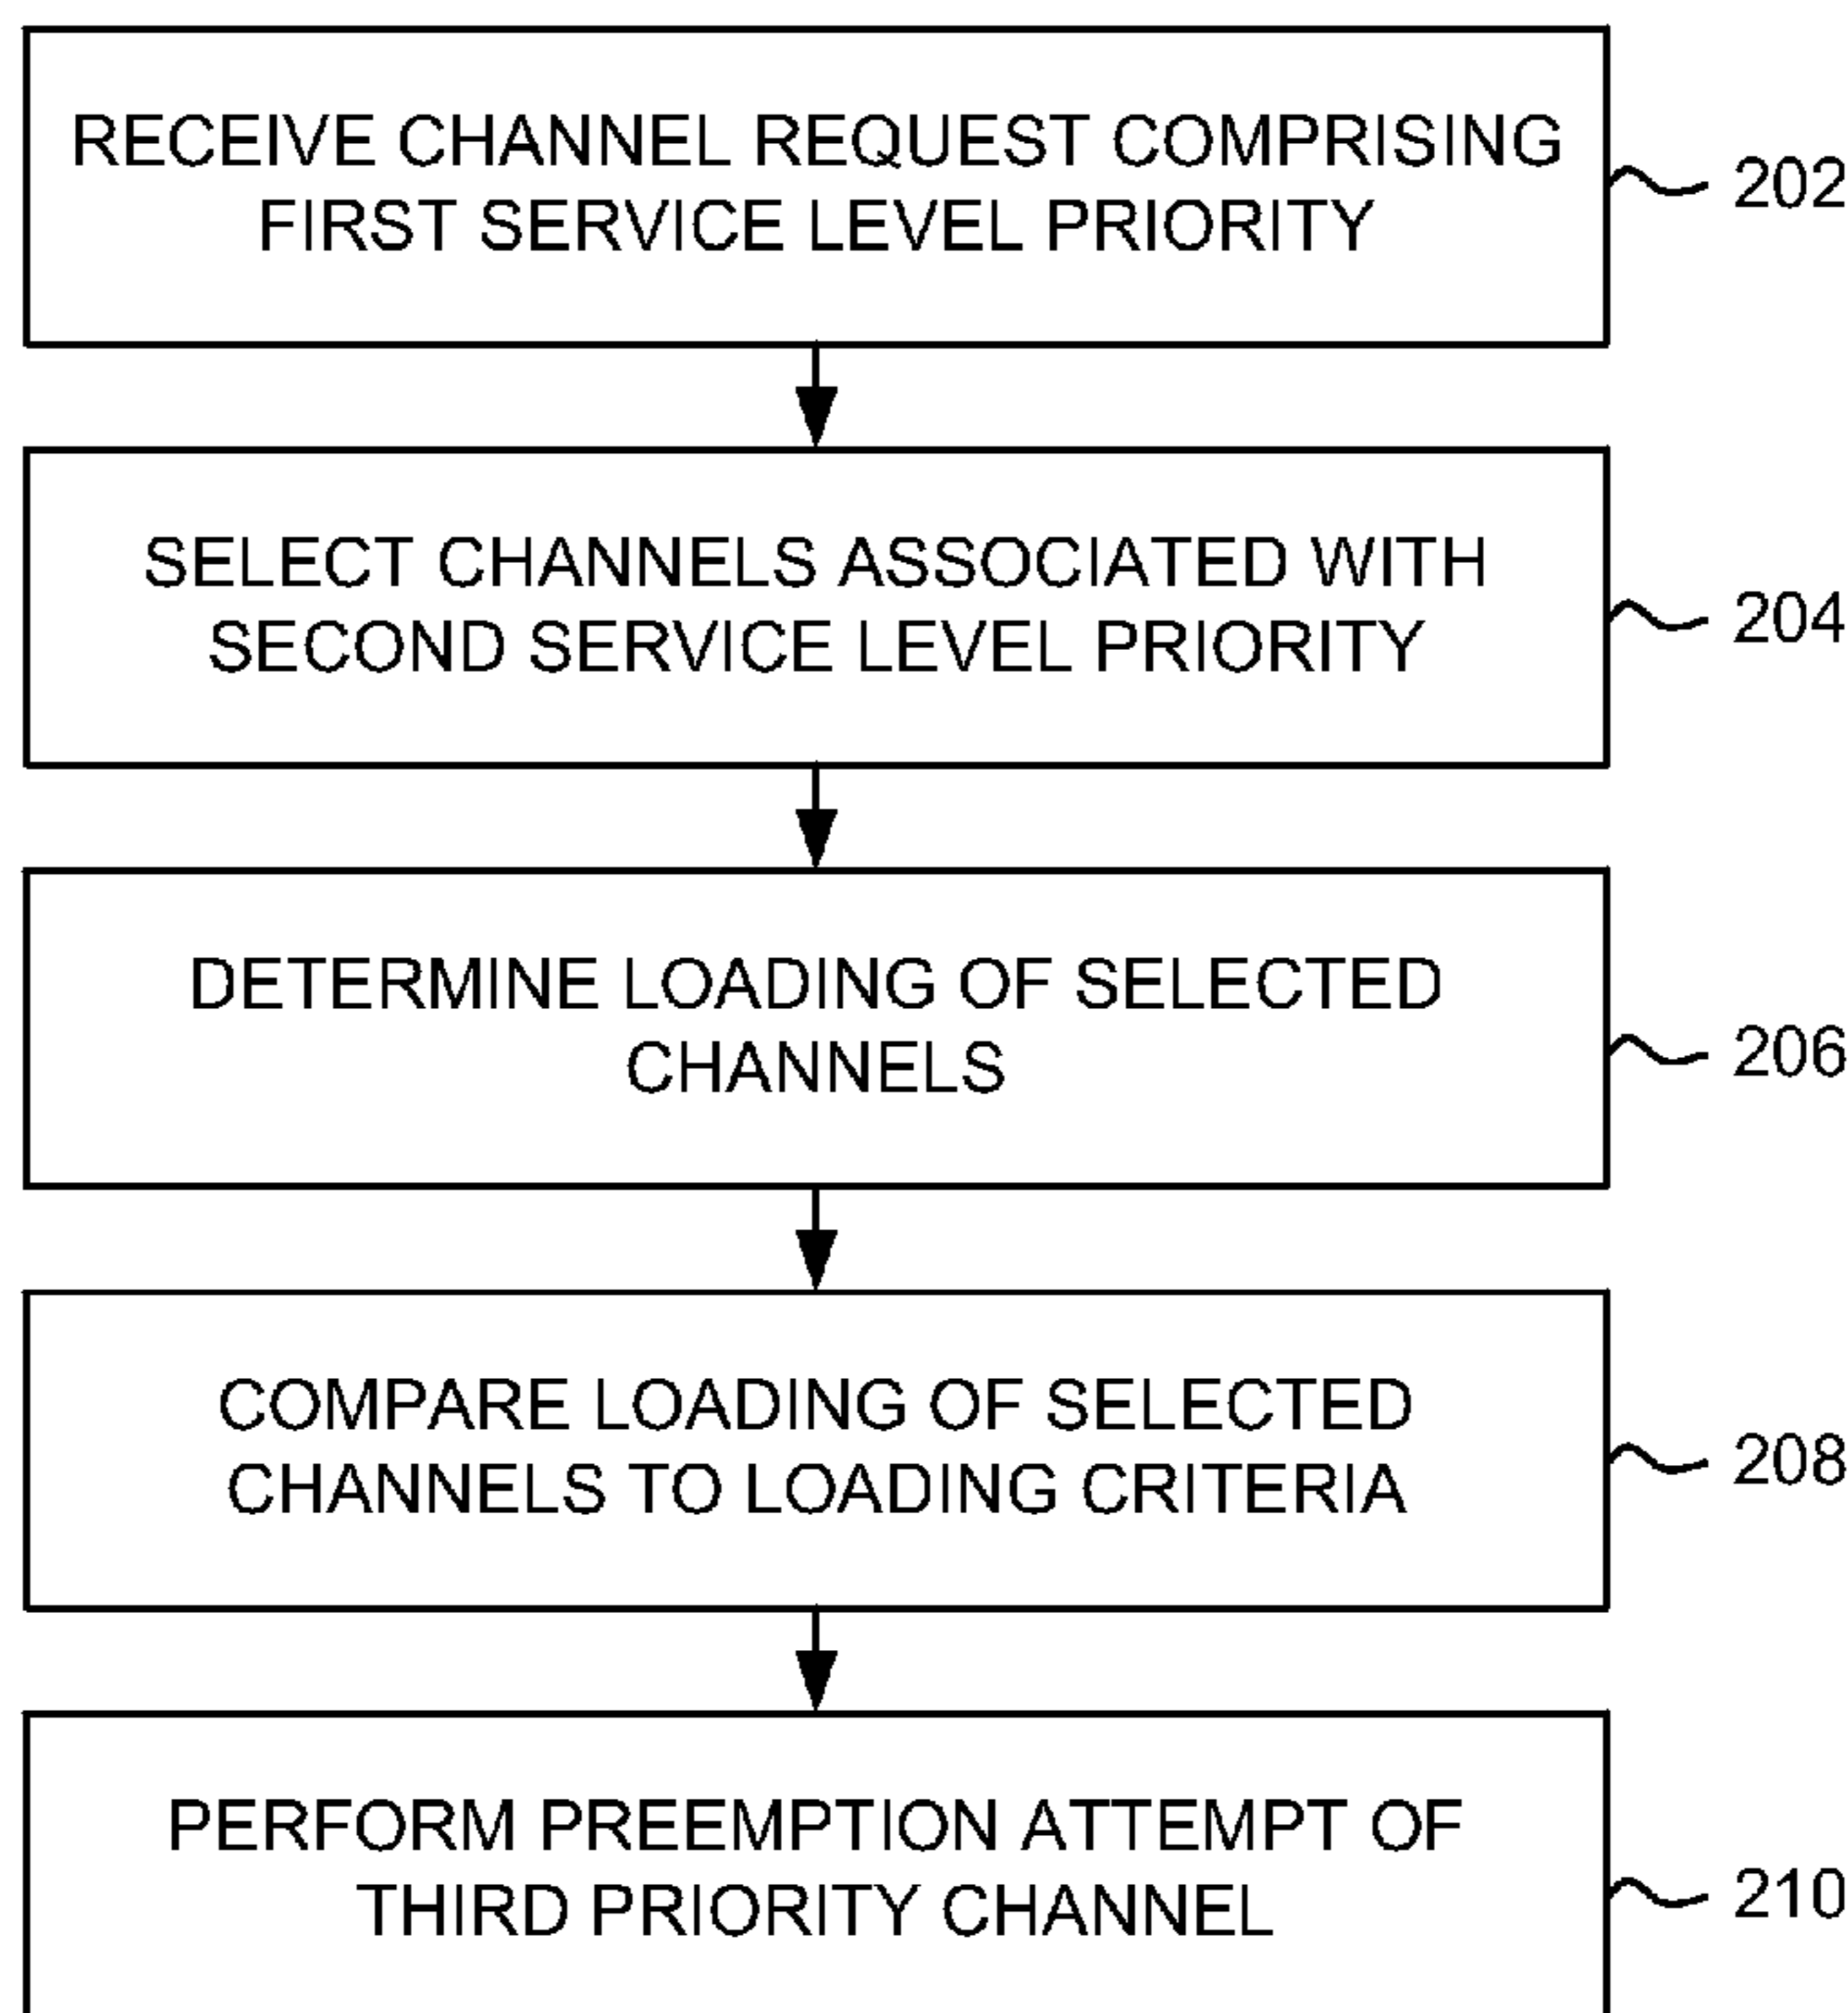 RECEIVE CHANNEL REQUEST COMPRISING
FIRST SERVICE LEVEL PRIORITY
202
SELECT CHANNELS ASSOCIATED WITH
SECOND SERVICE LEVEL PRIORITY
204
DETERMINE LOADING OF SELECTED
CHANNELS
206
COMPARE LOADING OF SELECTED
CHANNELS TO LOADING CRITERIA
208
PERFORM PREEMPTION ATTEMPT OF
THIRD PRIORITY CHANNEL
210